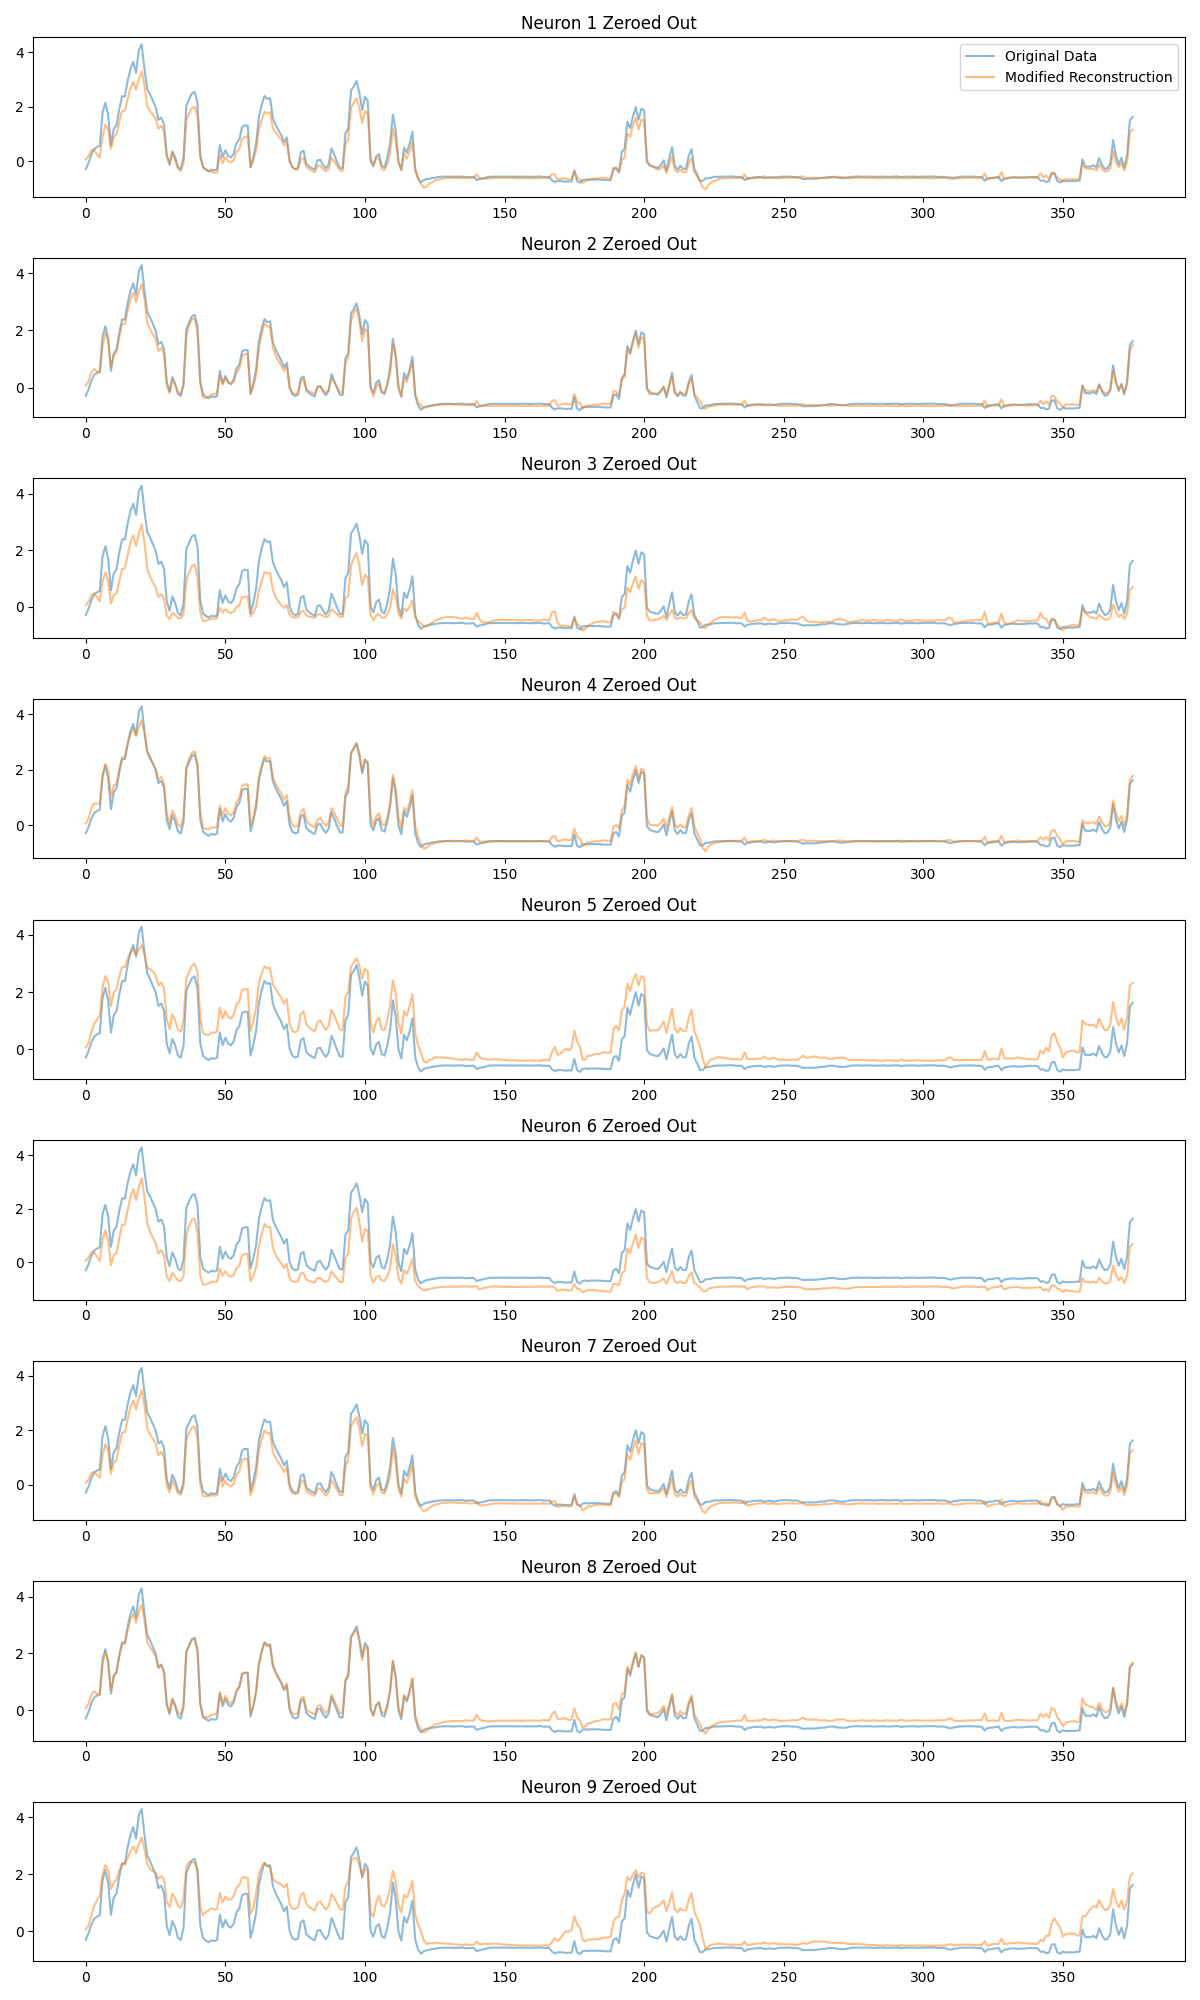 Neuron 1 Zeroed Out
4
2
0
Original Data
Modified Reconstruction
0 50 100 150 200 250 300 350
Neuron 2 Zeroed Out
4
2
0
0 50 100 150 200 250 300 350
Neuron 3 Zeroed Out
4
2
0
0 50 100 150 200 250 300 350
Neuron 4 Zeroed Out
4
2
0
0 50 100 150 200 250 300 350
Neuron 5 Zeroed Out
4
2
0
0 50 100 150 200 250 300 350
Neuron 6 Zeroed Out
4
2
0
0 50 100 150 200 250 300 350
Neuron 7 Zeroed Out
4
2
0
0 50 100 150 200 250 300 350
Neuron 8 Zeroed Out
4
2
0
0 50 100 150 200 250 300 350
Neuron 9 Zeroed Out
4
2
0
0 50 100 150 200 250 300 350